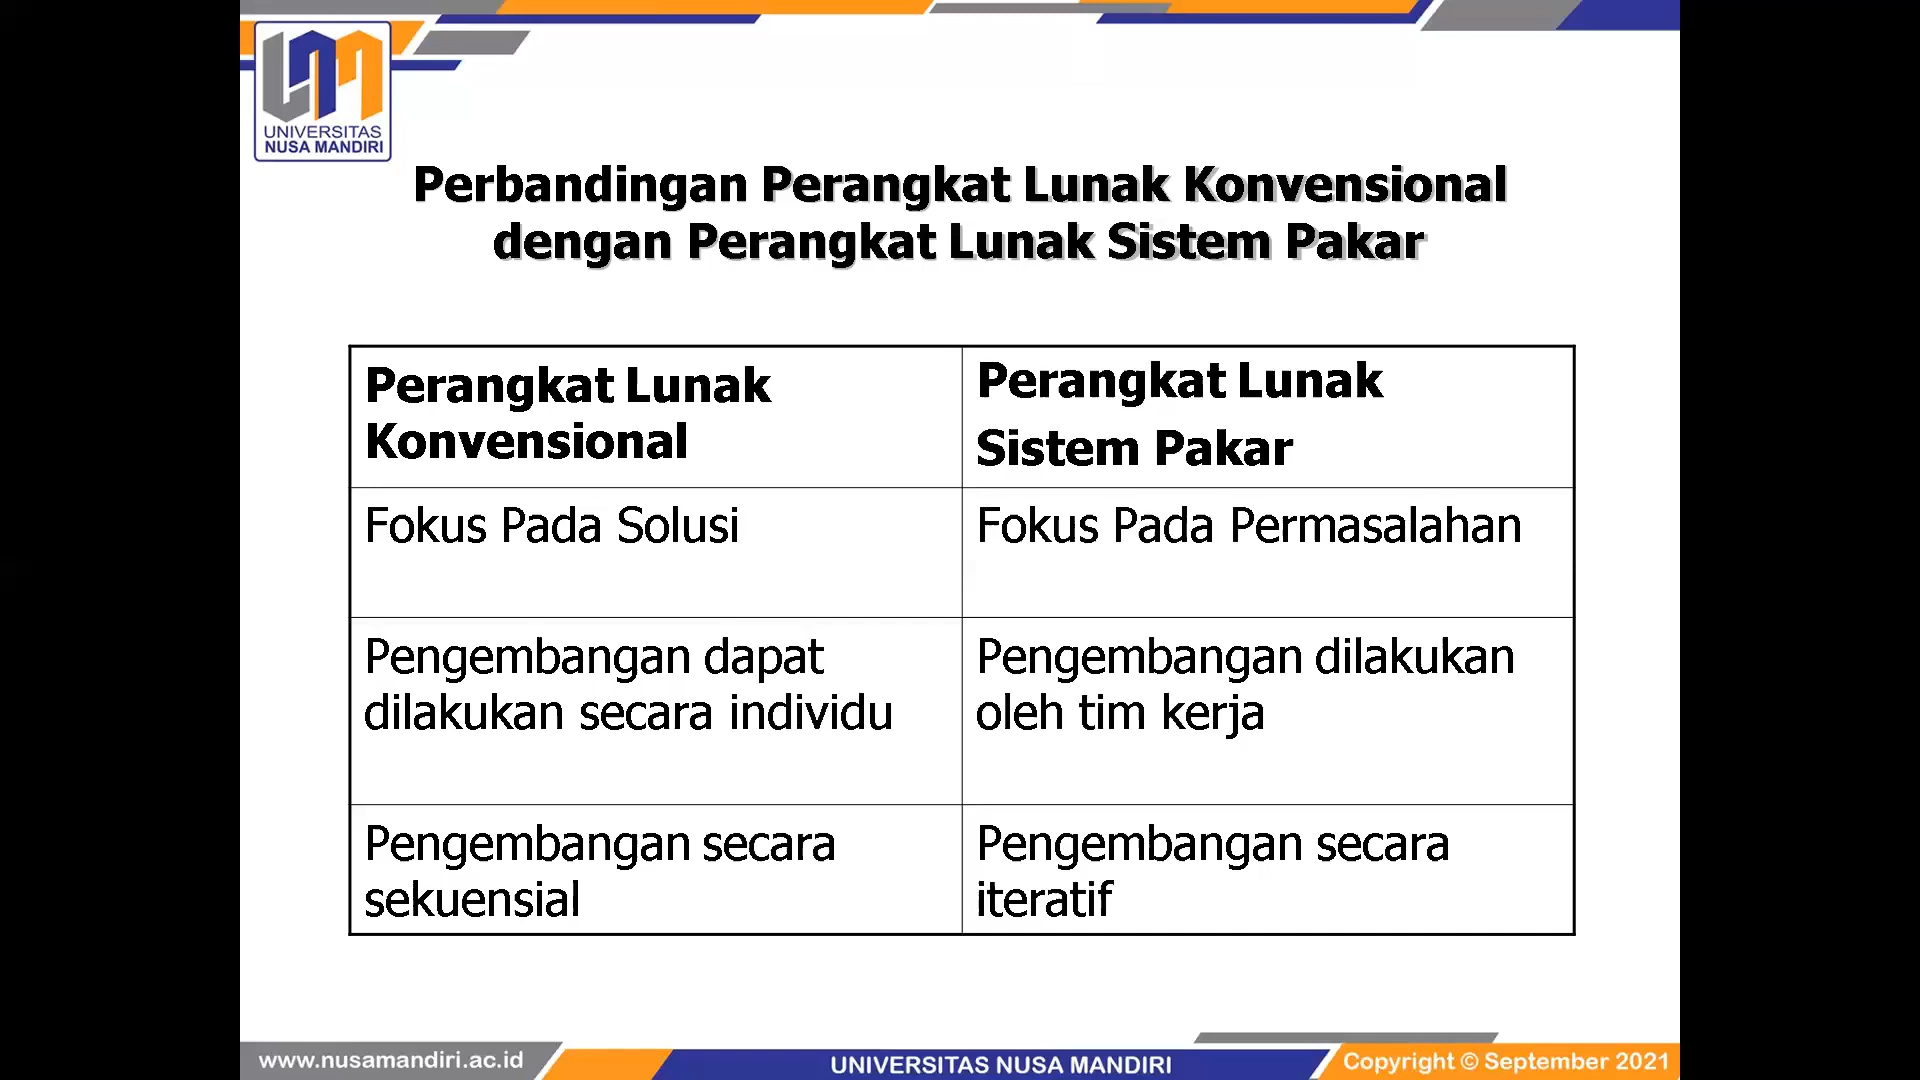 UNIVERSITAS
NUSA MANDIRI
Perbandingan Perangkat Lunak Konvensional
dengan Perangkat Lunak Sistem Pakar
Perangkat Lunak
Konvensional
Perangkat Lunak
Sistem Pakar
Fokus Pada Solusi
Fokus Pada Permasalahan
Pengembangan dapat
dilakukan secara individu
Pengembangan dilakukan
oleh tim kerja
Pengembangan secara
sekuensial
Pengembangan secara
iteratif
www.nusamandiri.ac.id
UNIVERSITAS NUSA MANDIRI
Copyright © September 2021